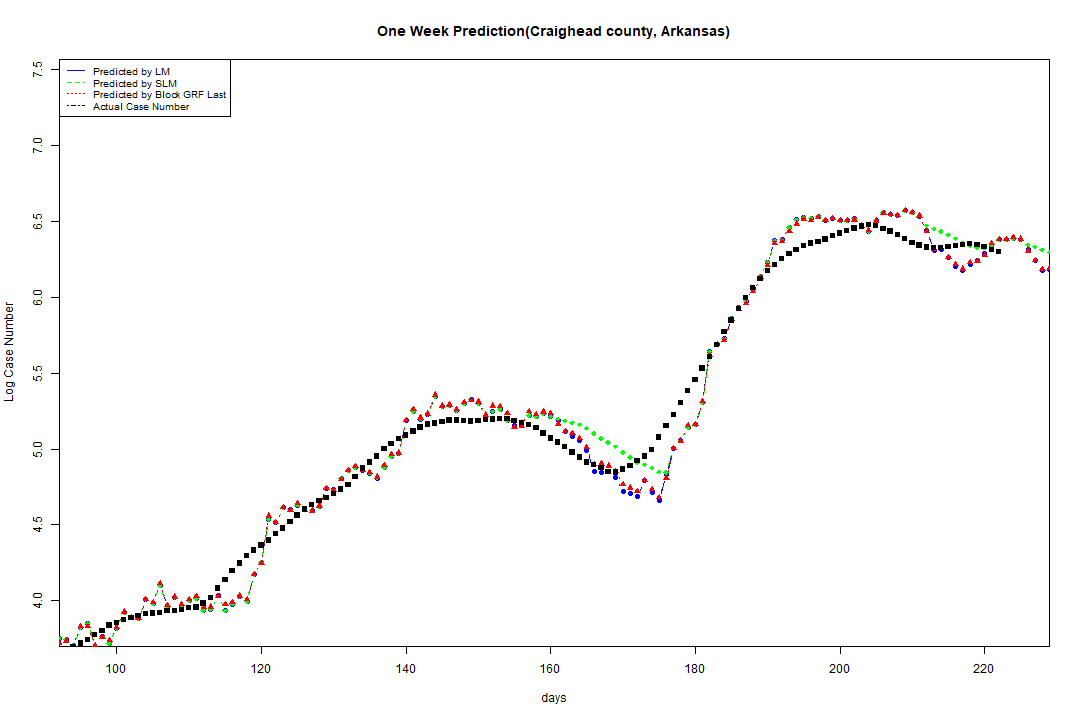 One Week Prediction(Craighead county, Arkansas)
Predicted by LM
Predicted by SLM
Predicted by Block GRF Last
Actual Case Number
7.5
7.0
6.5
6.0
5.5
5.0
4.5
4.0
Log Case Number
100 120 140 160 180 200 220
days